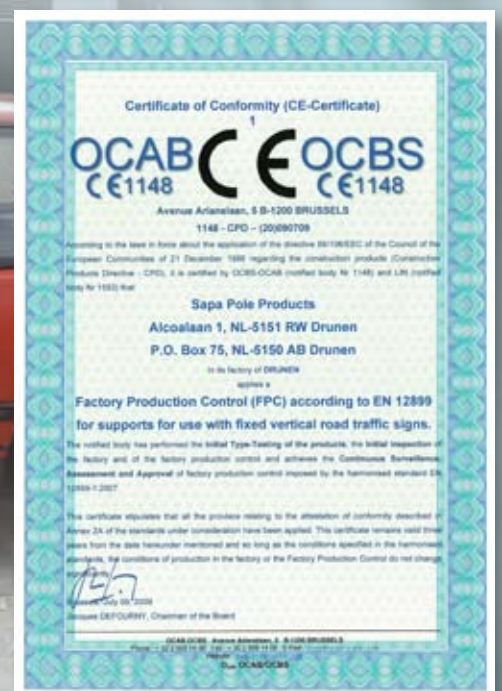 Certificate of Conformity (CE-Certificate)
1
OCAB CE OCBS
CE1148 CE1148
Avenue Arianelaan, 5 B-1200 BRUSSELS
1148 - CPD – (20)090709
According to the laws in force about the application of the directive 89/106/EEC of the Council of the
European Communities of 21 December 1988 regarding the construction products (Construction
Products Directive - CPD), it is certified by OCBS-OCAB (notified body Nr 1148) and LIN (notified
body Nr 1593) that
Sapa Pole Products
Alcoalaan 1, NL-5151 RW Drunen
P.O. Box 75, NL-5150 AB Drunen
In its factory of DRUNEN
applies a
Factory Production Control (FPC) according to EN 12899
for supports for use with fixed vertical road traffic signs.
The notified body has performed the Initial Type-Testing of the products, the Initial Inspection of
the factory and of the factory production control and achieves the Continuous Surveillance,
Assessment and Approval of factory production control imposed by the harmonised standard EN
12899-1:2007
This certificate stipulates that all the provisions relating to the attestation of conformity described in
Annex ZA of the standards under consideration have been applied. This certificate remains valid three
years from the date hereunder mentioned and so long as the conditions specified in the harmonised
standards, the conditions of production in the factory or the Factory Production Control do not change
July 09, 2009
Jacques DEFOURNY, Chairman of the Board
OCAB-OCBS Avenue Arianelaan, 5 B-1200 BRUSSELS
OCAB/OCBS